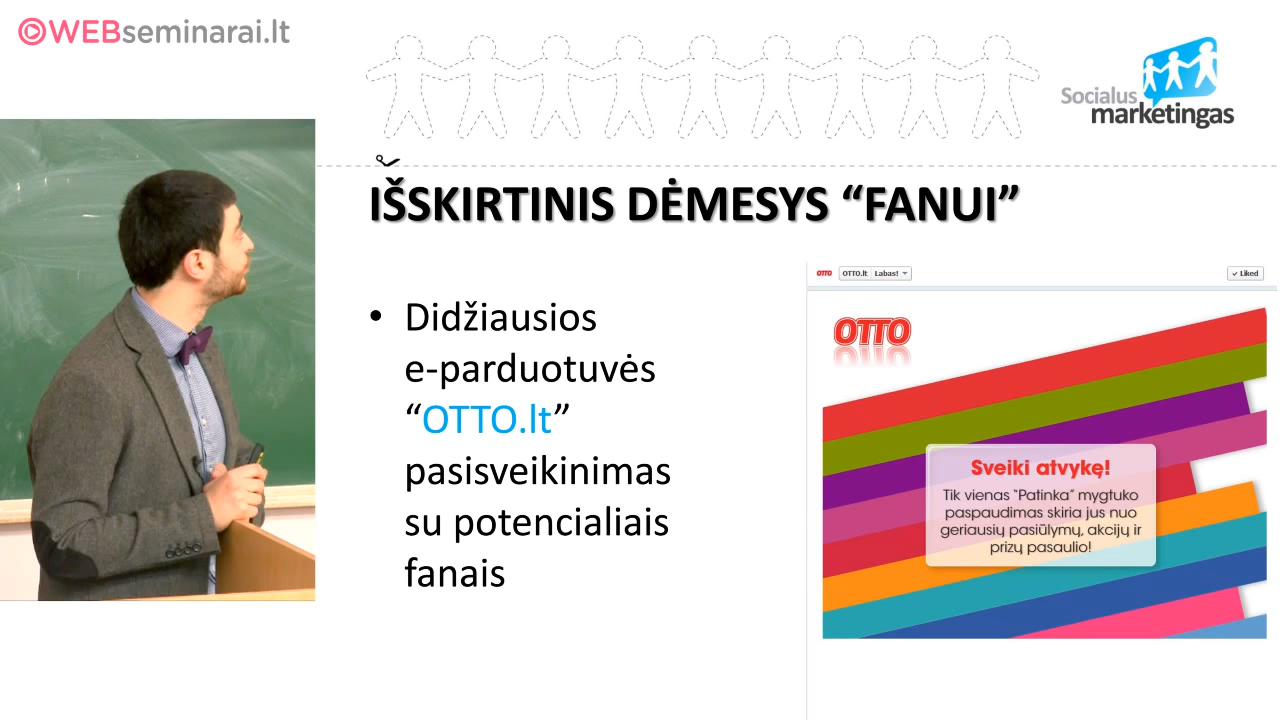 WEBseminarai.lt
Socialus
marketingas
IŠSKIRTINIS DĖMESYS “FANUI”
• Didžiausios
e-parduotuvės
“OTTO.lt”
pasisveikinimas
su potencialiais
fanais
OTTO OTTO.lt Labas! Liked
OTTO
Sveiki atvykę!
Tik vienas “Patinka” mygtuko
paspaudimas skiria jus nuo
geriausių pasiūlymų, akcijų ir
prizų pasaulio!